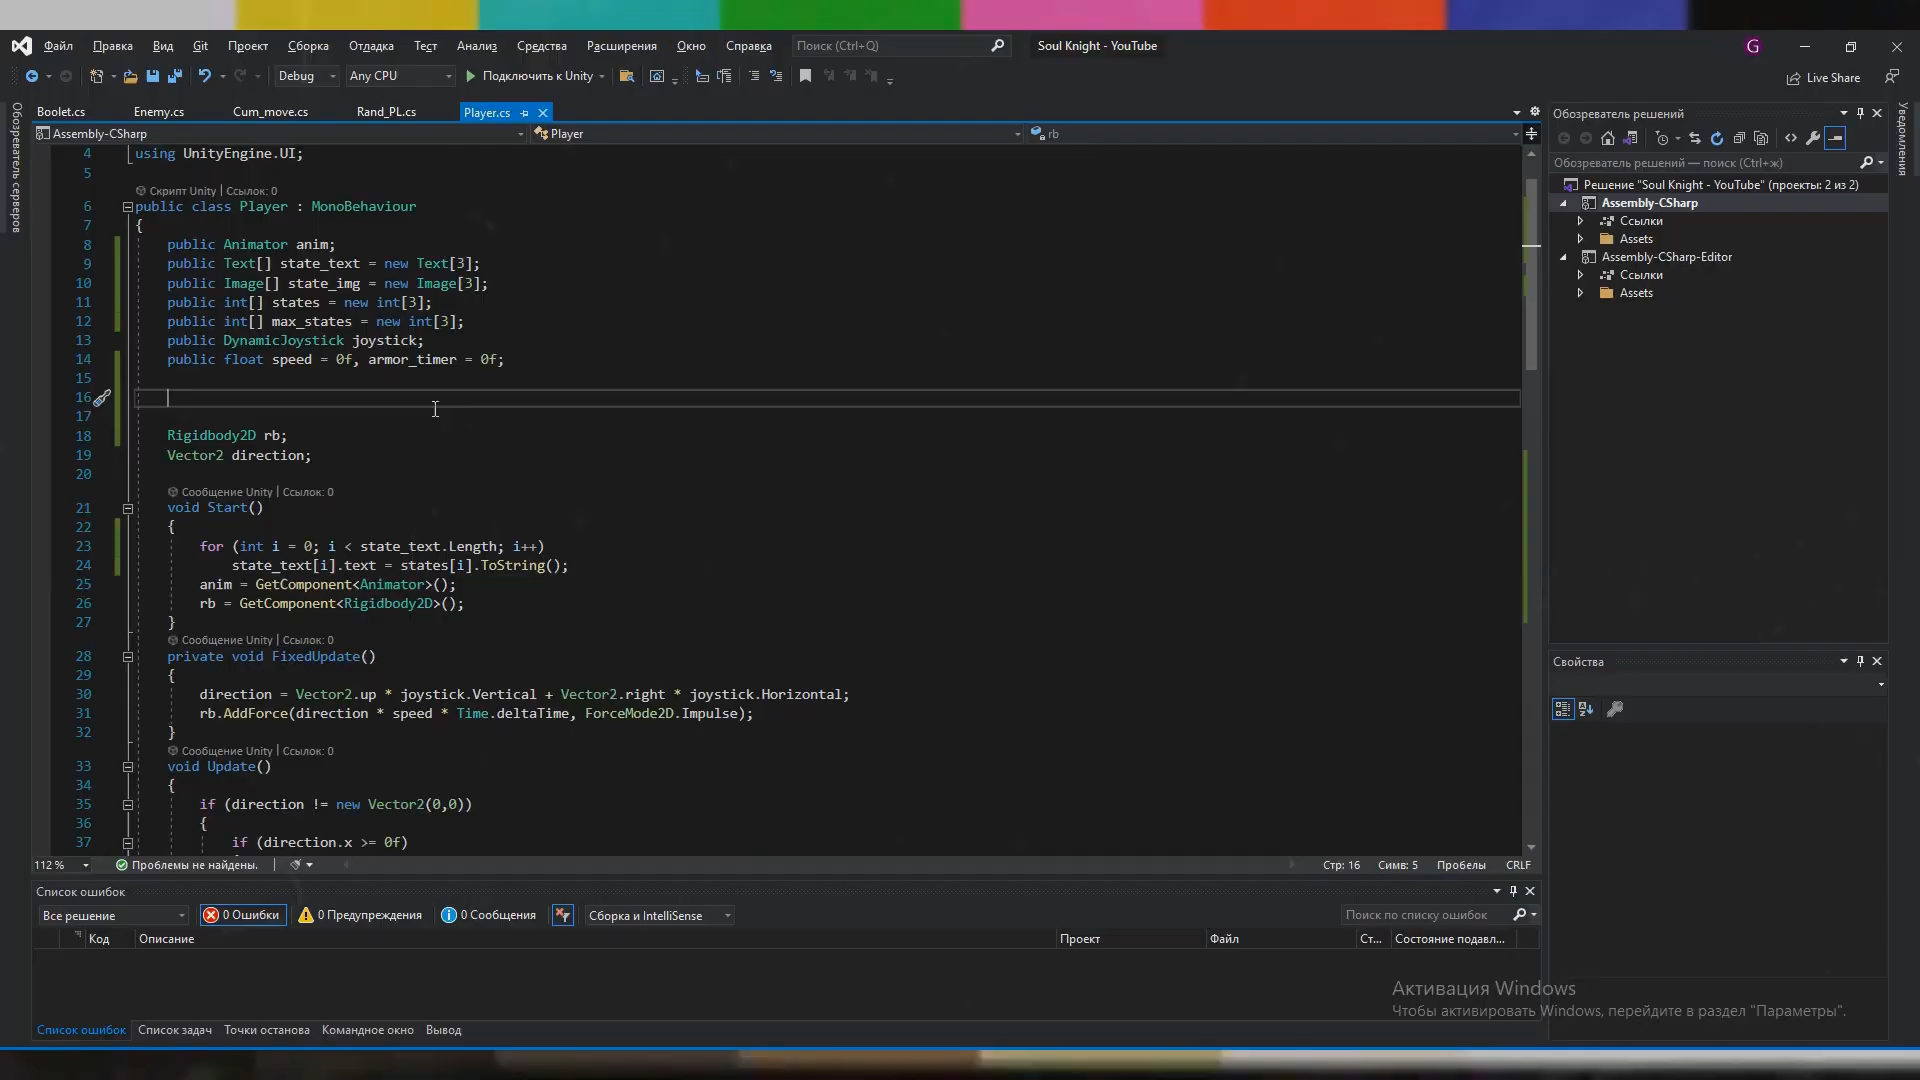 Файл Правка Вид Git Проект Сборка Отладка Тест Анализ Средства Расширения Окно Справка Поиск (Ctrl+Q) Soul Knight - YouTube G
Debug Any CPU Подключить к Unity Live Share
Boolet.cs Enemy.cs Cum_move.cs Rand_PL.cs Player.cs
Assembly-CSharp Player rb
Обозреватель серверов
4 using UnityEngine.UI;
5
Скрипт Unity | Ссылок: 0
6 public class Player : MonoBehaviour
7 {
8 public Animator anim;
9 public Text[] state_text = new Text[3];
10 public Image[] state_img = new Image[3];
11 public int[] states = new int[3];
12 public int[] max_states = new int[3];
13 public DynamicJoystick joystick;
14 public float speed = 0f, armor_timer = 0f;
15
16
17
18 Rigidbody2D rb;
19 Vector2 direction;
20
Сообщение Unity | Ссылок: 0
21 void Start()
22 {
23 for (int i = 0; i < state_text.Length; i++)
24 state_text[i].text = states[i].ToString();
25 anim = GetComponent<Animator>();
26 rb = GetComponent<Rigidbody2D>();
27 }
Сообщение Unity | Ссылок: 0
28 private void FixedUpdate()
29 {
30 direction = Vector2.up * joystick.Vertical + Vector2.right * joystick.Horizontal;
31 rb.AddForce(direction * speed * Time.deltaTime, ForceMode2D.Impulse);
32 }
Сообщение Unity | Ссылок: 0
33 void Update()
34 {
35 if (direction != new Vector2(0,0))
36 {
37 if (direction.x >= 0f)
112 % Проблемы не найдены. Стр: 16 Симв: 5 Пробелы CRLF
Список ошибок
Все решение 0 Ошибки 0 Предупреждения 0 Сообщения Сборка и IntelliSense Поиск по списку ошибок
Код Описание Проект Файл Ст... Состояние подавл...
Список ошибок Список задач Точки останова Командное окно Вывод
Обозреватель решений
Обозреватель решений — поиск (Ctrl+ж)
Решение "Soul Knight - YouTube" (проекты: 2 из 2)
Assembly-CSharp
Ссылки
Assets
Assembly-CSharp-Editor
Ссылки
Assets
Свойства
Уведомления
Активация Windows
Чтобы активировать Windows, перейдите в раздел "Параметры".